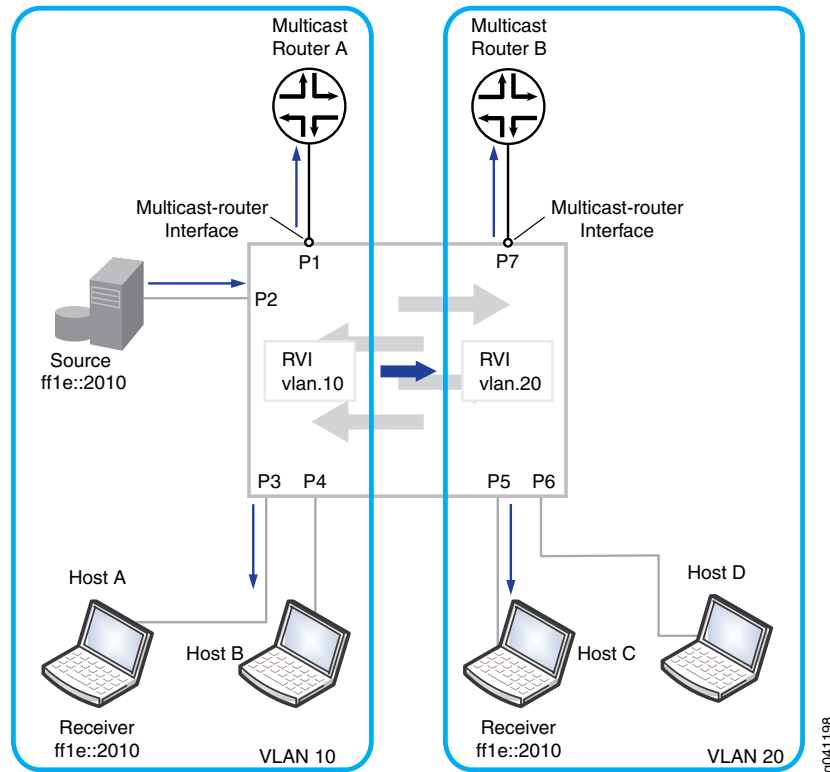 Multicast
Router A
Multicast
Router B
Multicast-router
Interface
Multicast-router
Interface
P1
P7
P2
Source
ff1e::2010
RVI
vlan.10
RVI
vlan.20
P3
P4
P5
P6
Host A
Host B
Host C
Host D
Receiver
ff1e::2010
VLAN 10
Receiver
ff1e::2010
VLAN 20
g041198